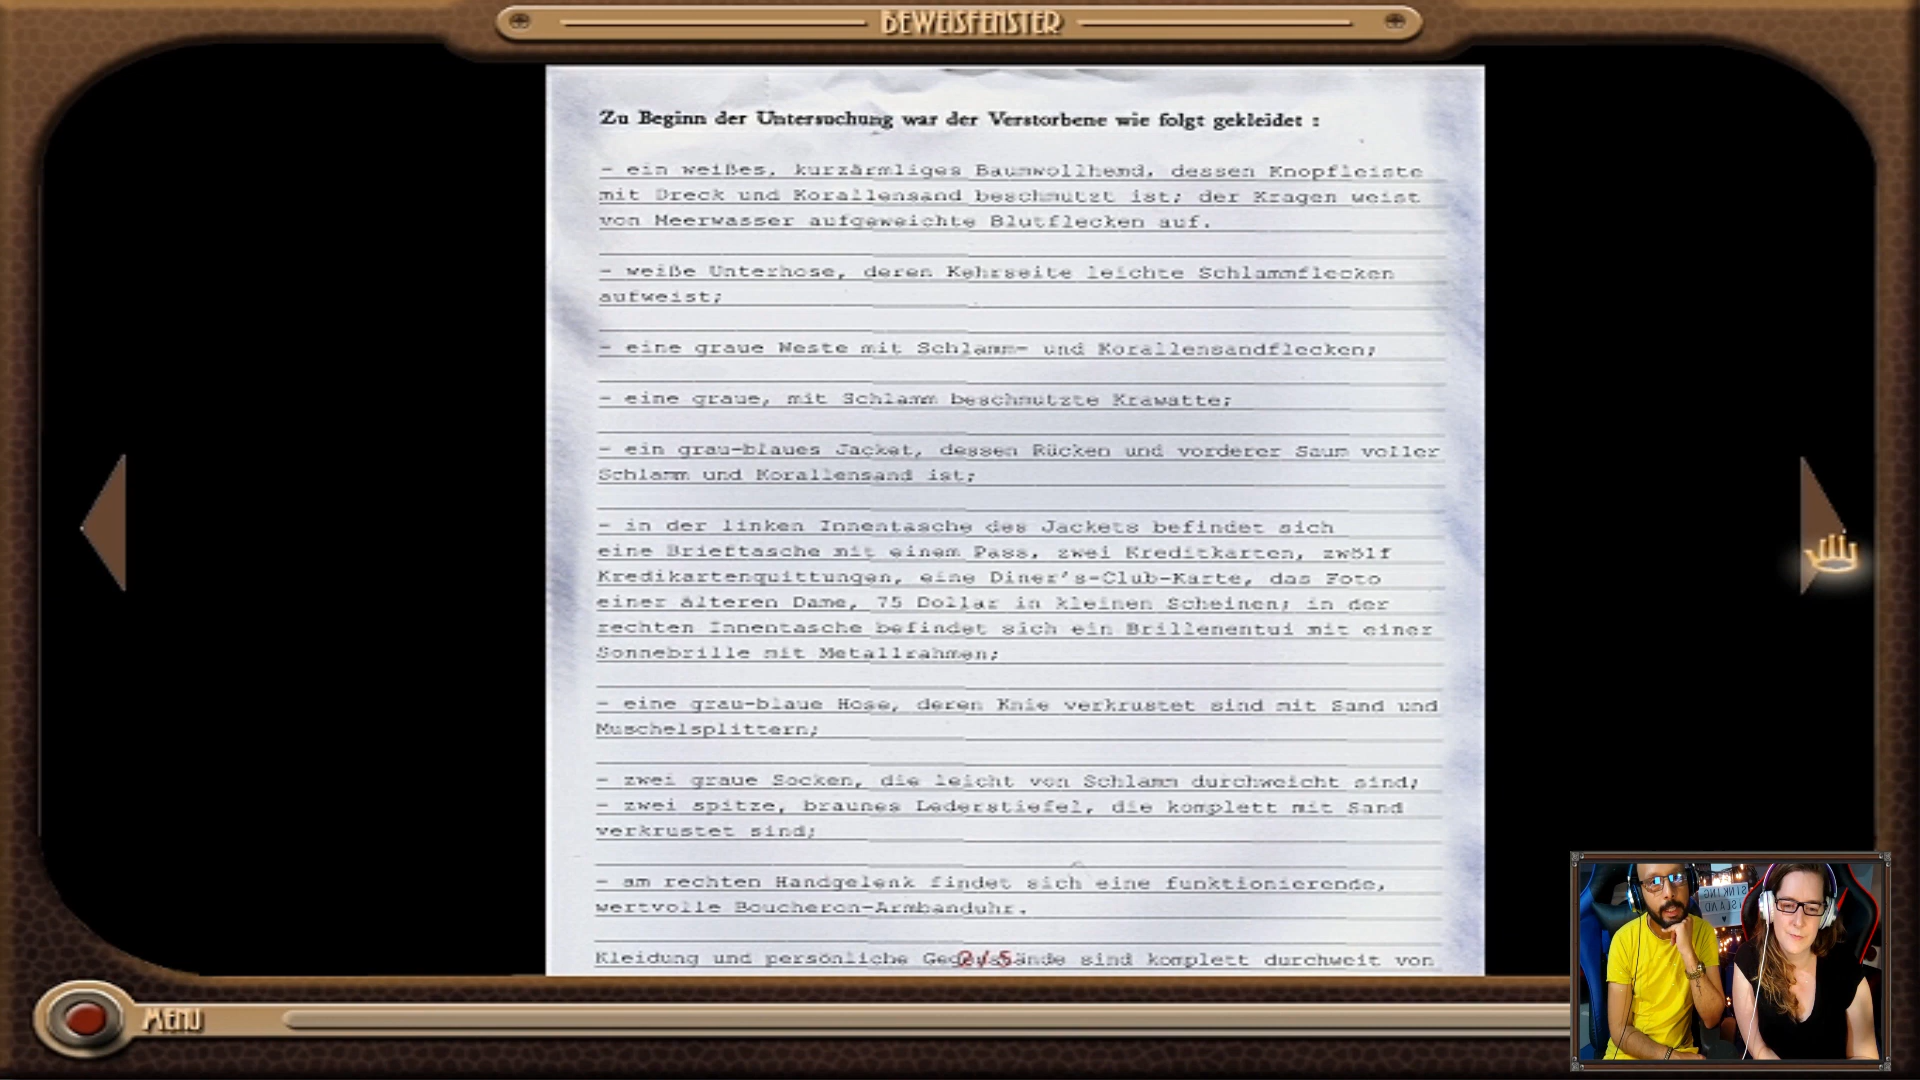 BEWEISFENSTER
Zu Beginn der Untersuchung war der Verstorbene wie folgt gekleidet :
- ein weißes, kurzärmliges Baumwollhemd, dessen Knopfleiste
mit Dreck und Korallensand beschmutzt ist; der Kragen weist
von Meerwasser aufgeweichte Blutflecken auf.
- weiße Unterhose, deren Kehrseite leichte Schlammflecken
aufweist;
- eine graue Weste mit Schlamm- und Korallensandflecken;
- eine graue, mit Schlamm beschmutzte Krawatte;
- ein grau-blaues Jacket, dessen Rücken und vorderer Saum voller
Schlamm und Korallensand ist;
- in der linken Innentasche des Jackets befindet sich
eine Brieftasche mit einem Pass, zwei Kreditkarten, zwölf
Kredikartenquittungen, eine Diner's-Club-Karte, das Foto
einer älteren Dame, 75 Dollar in kleinen Scheinen; in der
rechten Innentasche befindet sich ein Brillenentui mit einer
Sonnebrille mit Metallrahmen;
- eine grau-blaue Hose, deren Knie verkrustet sind mit Sand und
Muschelsplittern;
- zwei graue Socken, die leicht von Schlamm durchweicht sind;
- zwei spitze, braunes Lederstiefel, die komplett mit Sand
verkrustet sind;
- am rechten Handgelenk findet sich eine funktionierende,
wertvolle Boucheron-Armbanduhr.
Kleidung und persönliche Gegenstände sind komplett durchweit von
2/5
MENU
SINKING
ISLAND